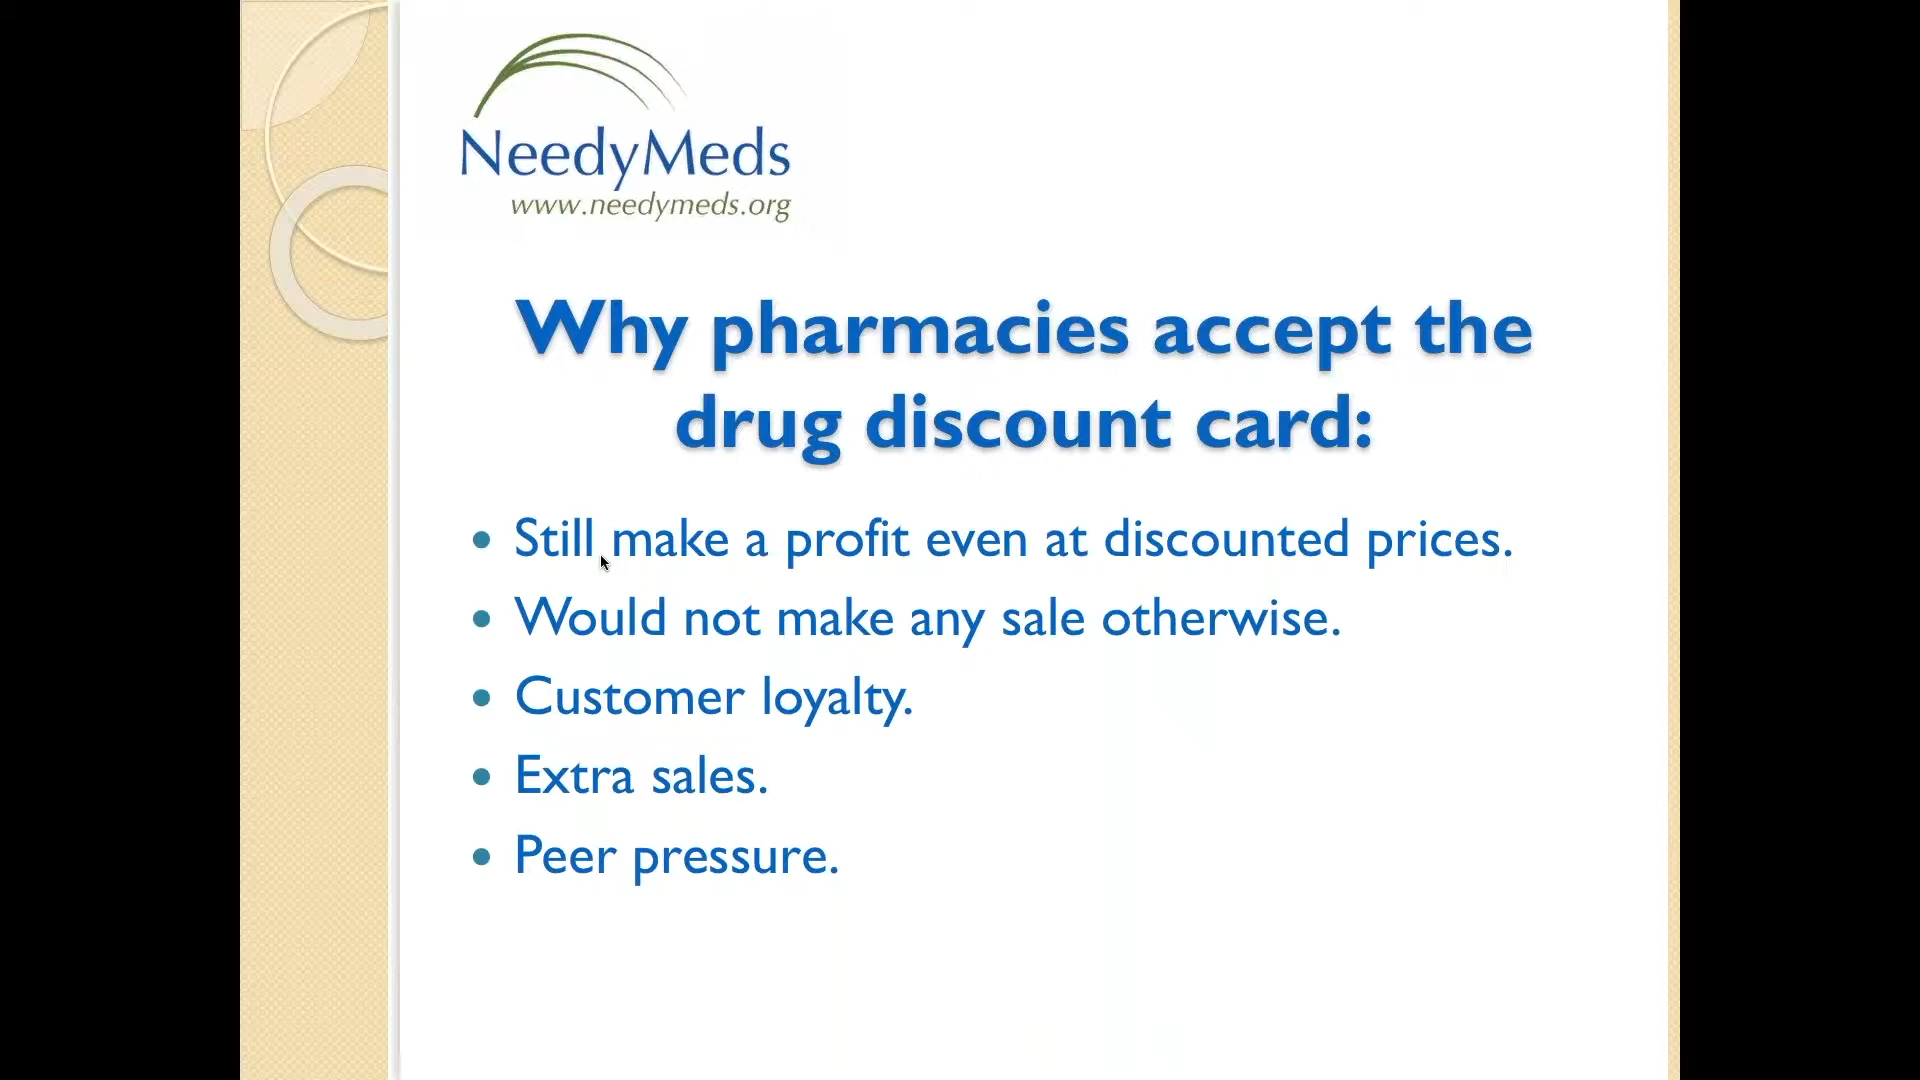 NeedyMeds
www.needymeds.org
Why pharmacies accept the
drug discount card:
• Still make a profit even at discounted prices.
• Would not make any sale otherwise.
• Customer loyalty.
• Extra sales.
• Peer pressure.